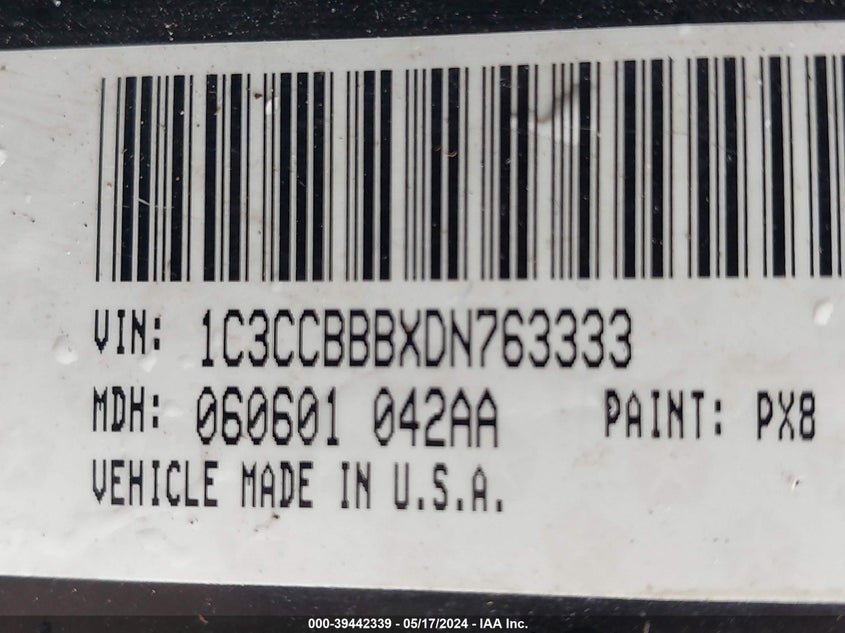 VIN: 1C3CCBBBXDN763333
MDH: 060601 042AA PAINT: PX8
VEHICLE MADE IN U.S.A.
000-39442339 - 05/17/2024 - IAA Inc.